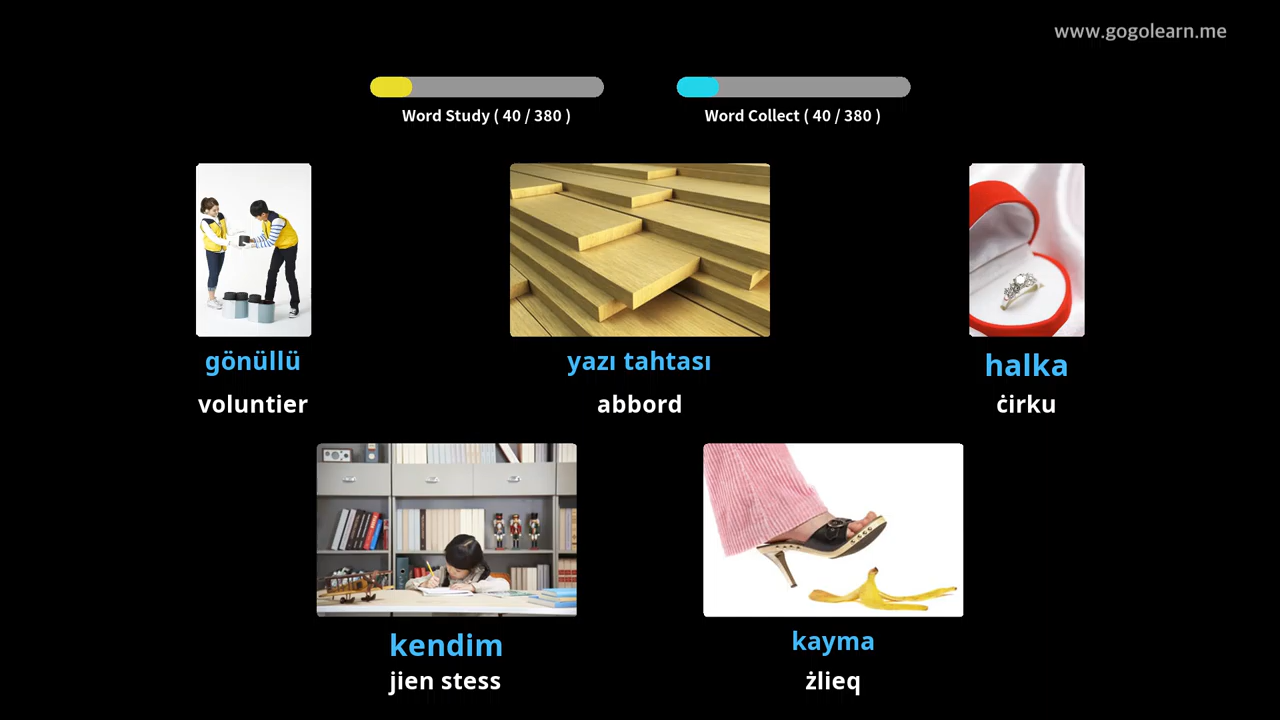 www.gogolearn.me
Word Study ( 40 / 380 )
Word Collect ( 40 / 380 )
gönüllü
voluntier
yazı tahtası
abbord
halka
ċirku
kendim
jien stess
kayma
żlieq